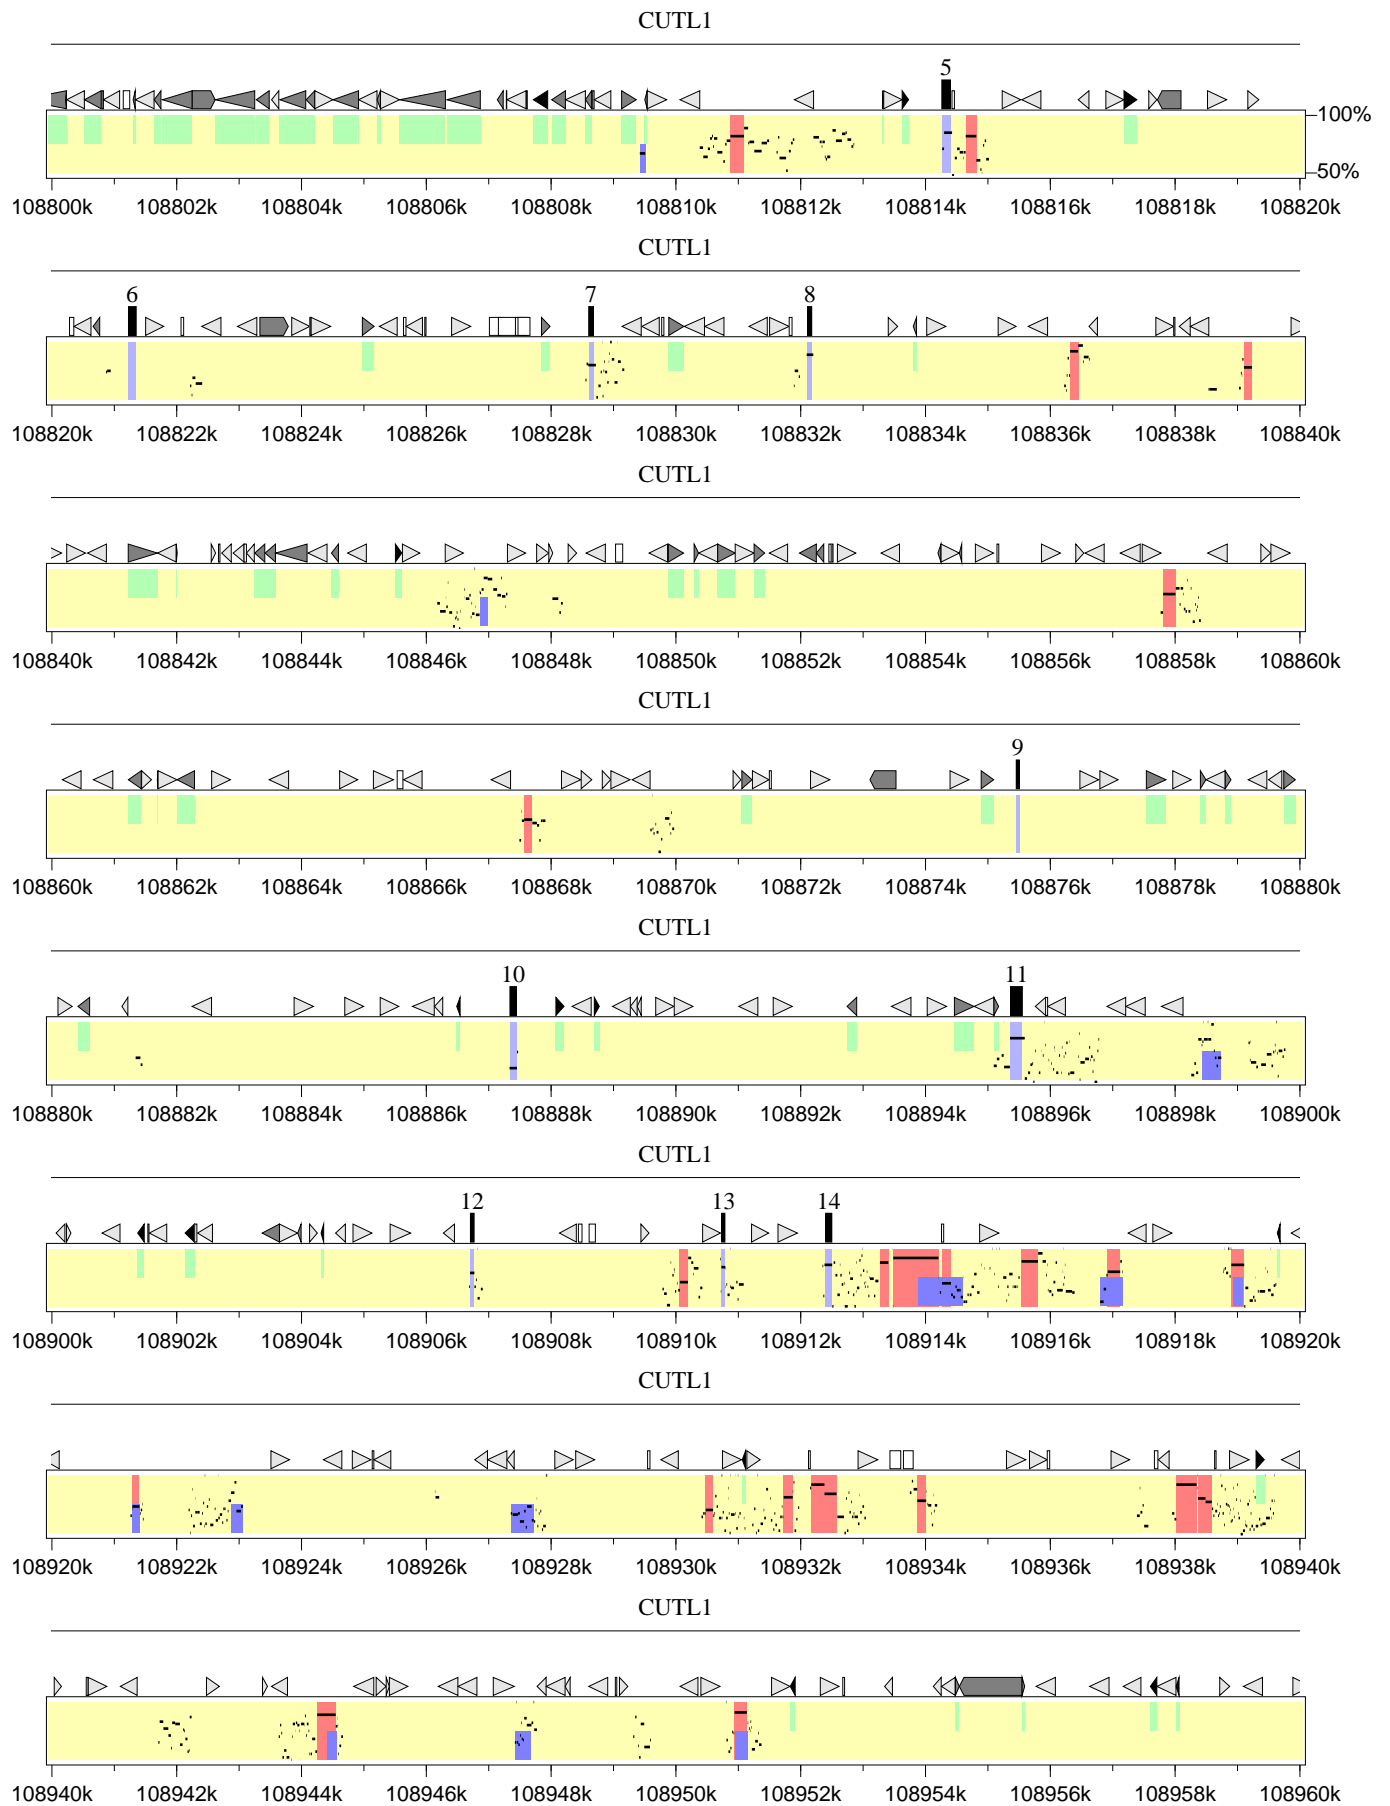 CUTL1
5
100%
50%
108800k 108802k 108804k 108806k 108808k 108810k 108812k 108814k 108816k 108818k 108820k
CUTL1
6 7 8
108820k 108822k 108824k 108826k 108828k 108830k 108832k 108834k 108836k 108838k 108840k
CUTL1
108840k 108842k 108844k 108846k 108848k 108850k 108852k 108854k 108856k 108858k 108860k
CUTL1
9
108860k 108862k 108864k 108866k 108868k 108870k 108872k 108874k 108876k 108878k 108880k
CUTL1
10 11
108880k 108882k 108884k 108886k 108888k 108890k 108892k 108894k 108896k 108898k 108900k
CUTL1
12 13 14
108900k 108902k 108904k 108906k 108908k 108910k 108912k 108914k 108916k 108918k 108920k
CUTL1
108920k 108922k 108924k 108926k 108928k 108930k 108932k 108934k 108936k 108938k 108940k
CUTL1
108940k 108942k 108944k 108946k 108948k 108950k 108952k 108954k 108956k 108958k 108960k